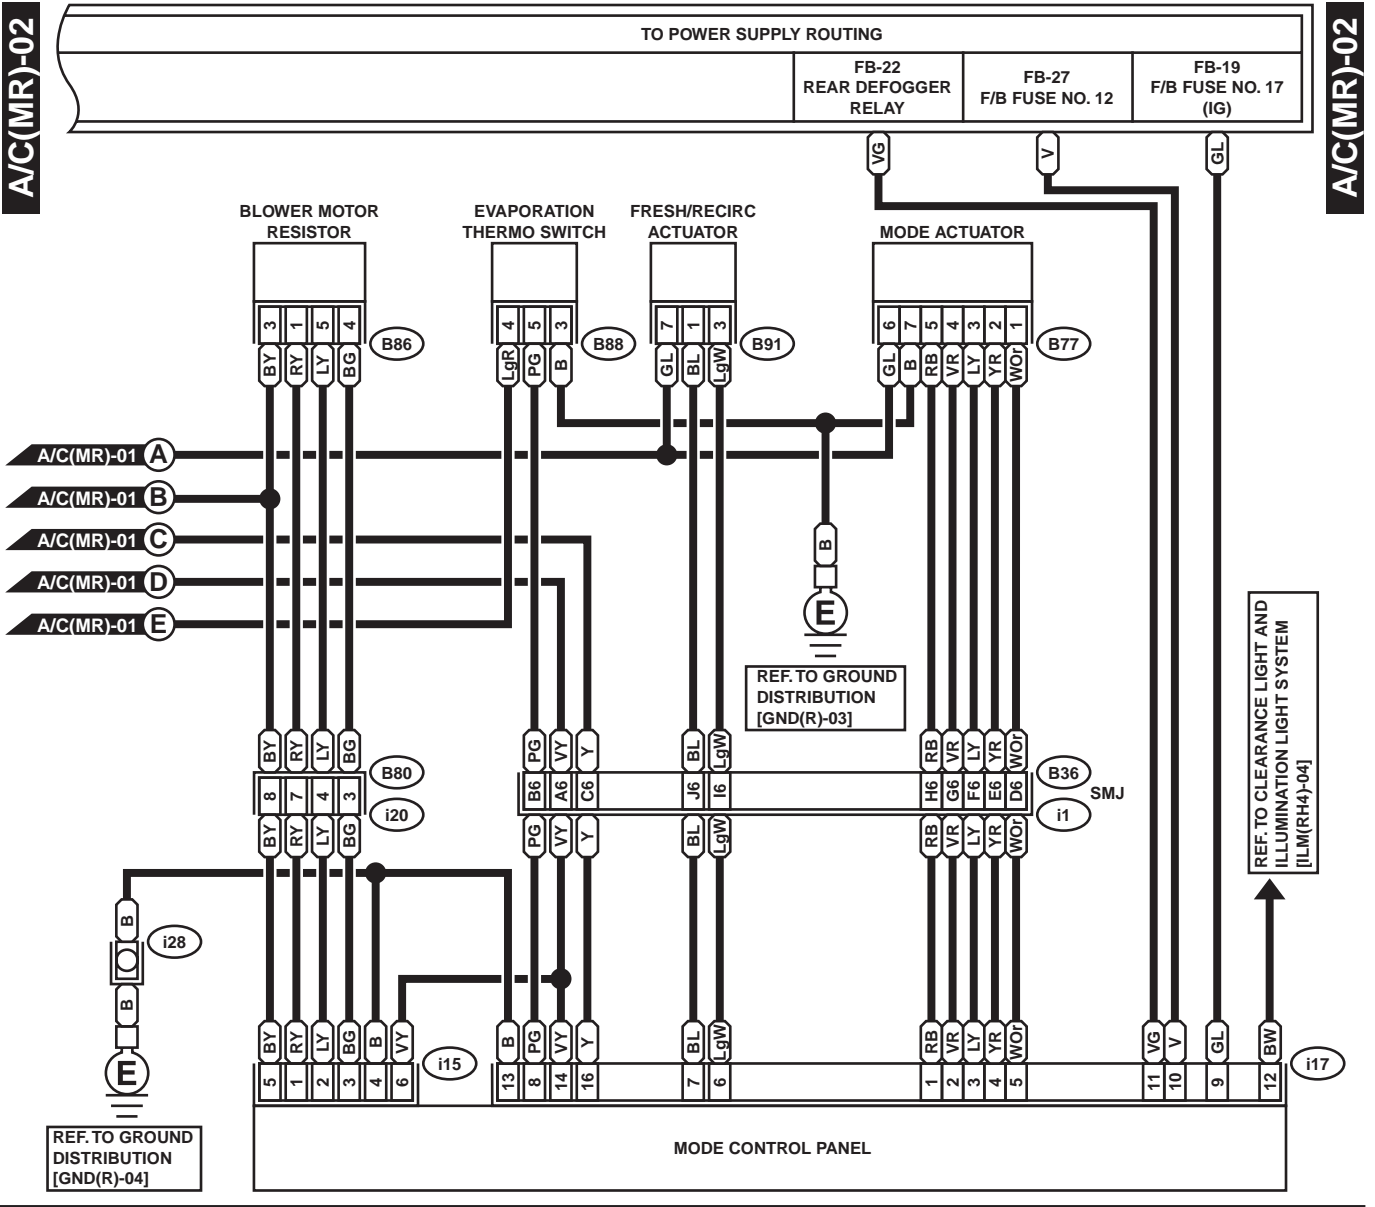 A/C(MR)-02
A/C(MR)-02
TO POWER SUPPLY ROUTING
FB-22
REAR DEFOGGER
RELAY
FB-27
F/B FUSE NO. 12
FB-19
F/B FUSE NO. 17
(IG)
VG
V
GL
BLOWER MOTOR
RESISTOR
EVAPORATION
THERMO SWITCH
FRESH/RECIRC
ACTUATOR
MODE ACTUATOR
3 1 5 4
B86
4 5 3
B88
7 1 3
B91
6 7 5 4 3 2 1
B77
BY RY LY BG
LgR PG B
GL BL LgW
GL B RB VR LY YR WOr
A/C(MR)-01 A
A/C(MR)-01 B
A/C(MR)-01 C
A/C(MR)-01 D
A/C(MR)-01 E
B
E
REF. TO GROUND
DISTRIBUTION
[GND(R)-03]
REF. TO CLEARANCE LIGHT AND
ILLUMINATION LIGHT SYSTEM
[ILM(RH4)-04]
BY RY LY BG
PG VY Y
BL LgW
RB VR LY YR WOr
B80
8 7 4 3
i20
B6 A6 C6
J6 I6
H6 G6 F6 E6 D6
B36
SMJ
i1
BY RY LY BG
PG VY Y
BL LgW
RB VR LY YR WOr
B
i28
B
E
REF. TO GROUND
DISTRIBUTION
[GND(R)-04]
BY RY LY BG B VY
B PG VY Y
BL LgW
RB VR LY YR WOr
VG V GL BW
5 1 2 3 4 6
i15
13 8 14 16
7 6
1 2 3 4 5
11 10 9 12
i17
MODE CONTROL PANEL